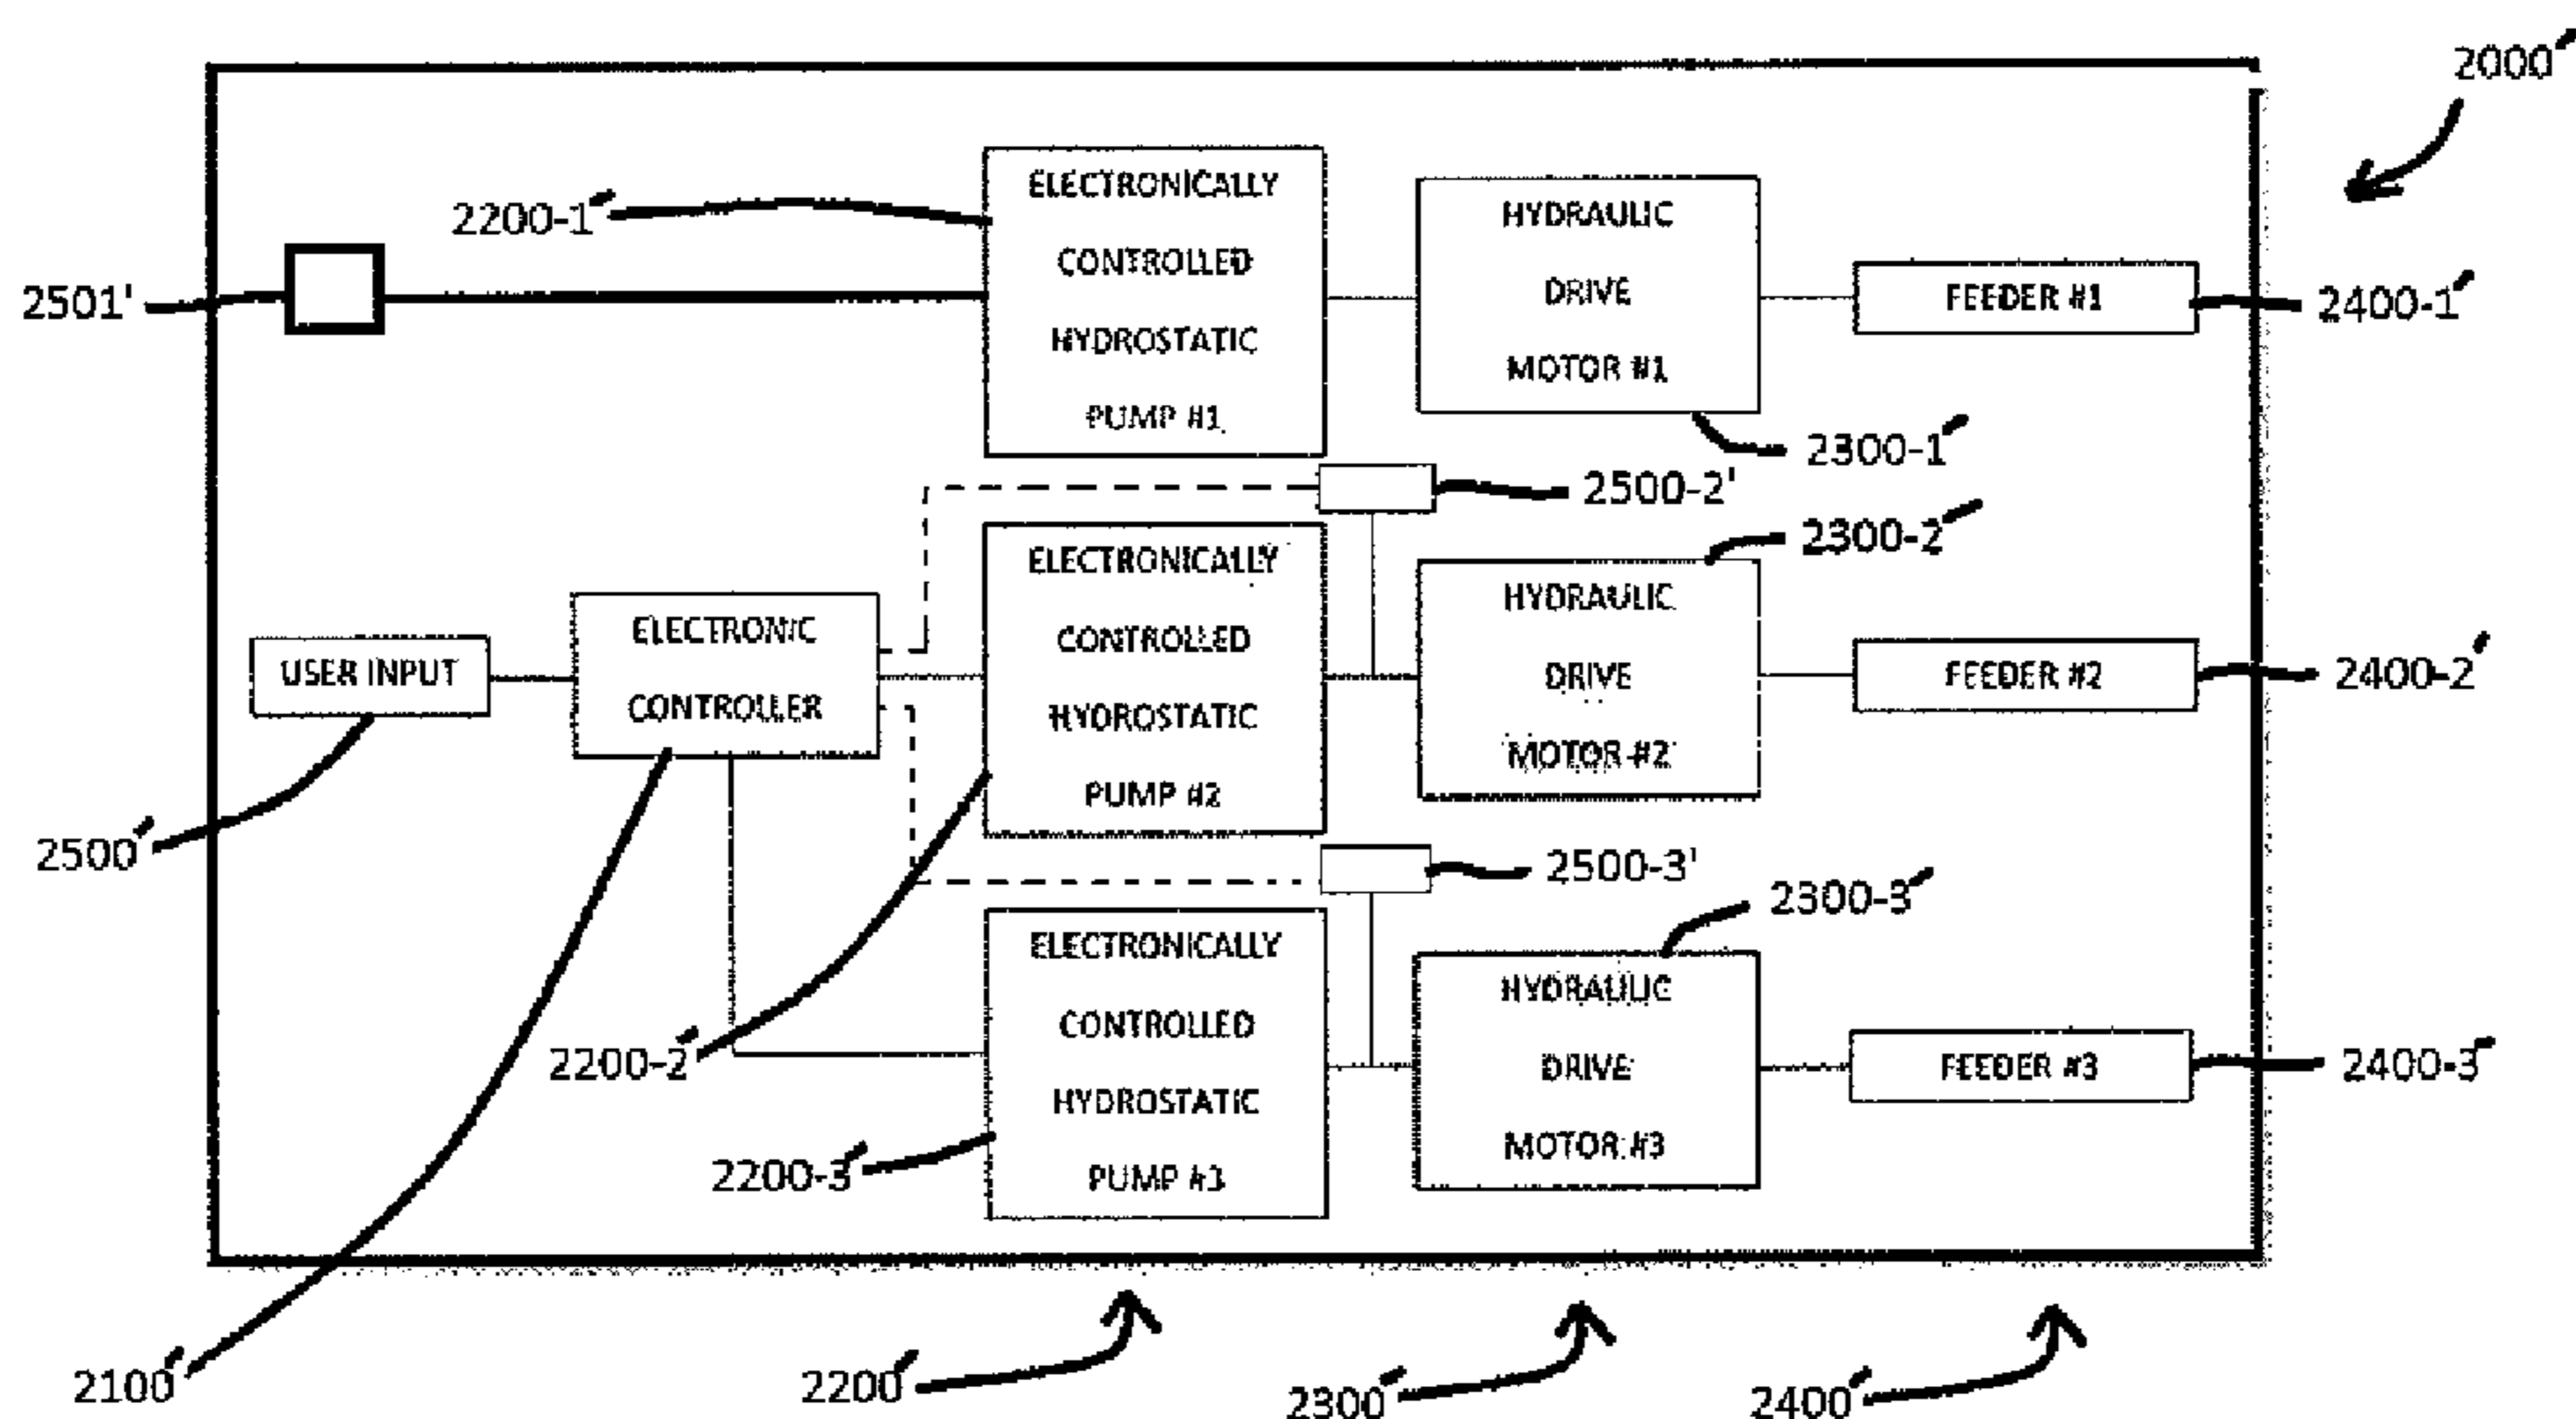 2000'
ELECTRONICALLY
CONTROLLED
HYDROSTATIC
PUMP #1
HYDRAULIC
DRIVE
MOTOR #1
FEEDER #1
2200-1'
2501'
2400-1'
2300-1'
2500-2'
2300-2'
ELECTRONICALLY
CONTROLLED
HYDROSTATIC
PUMP #2
HYDRAULIC
DRIVE
MOTOR #2
FEEDER #2
USER INPUT
ELECTRONIC
CONTROLLER
2400-2'
2500'
2500-3'
2300-3'
ELECTRONICALLY
CONTROLLED
HYDROSTATIC
PUMP #3
HYDRAULIC
DRIVE
MOTOR #3
FEEDER #3
2200-2'
2400-3'
2200-3'
2100'
2200'
2300'
2400'